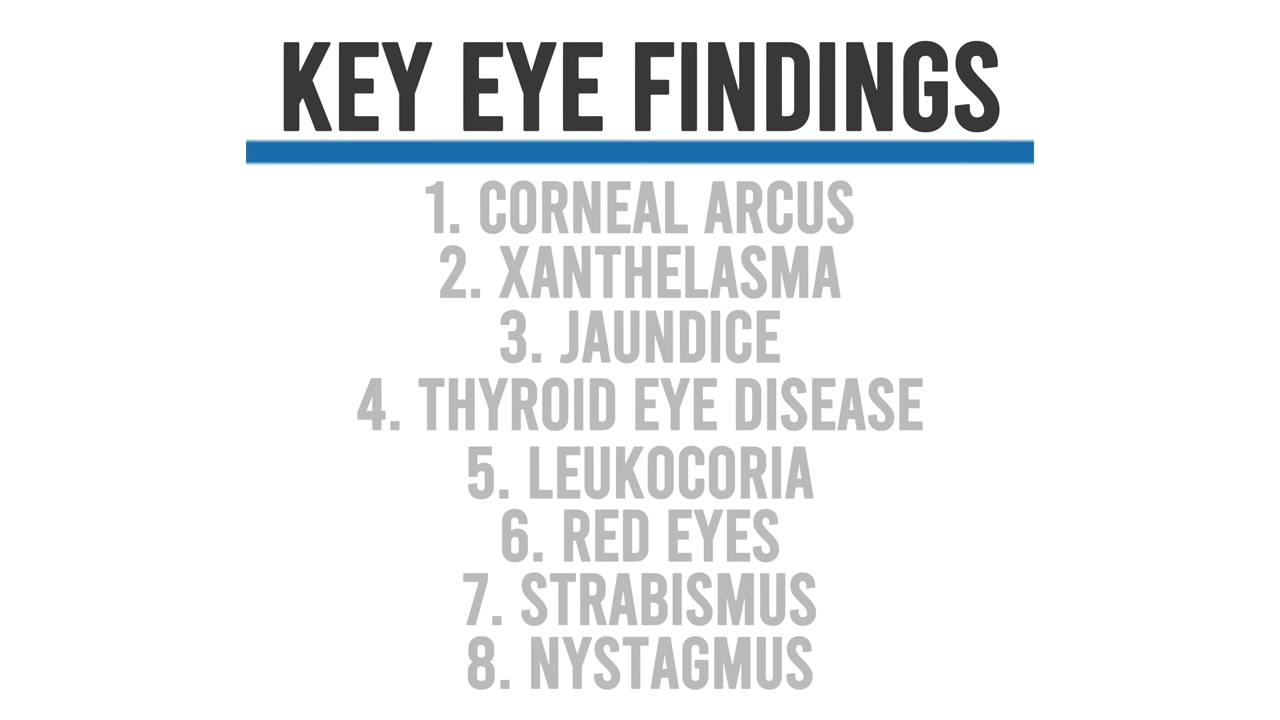 KEY EYE FINDINGS
1. CORNEAL ARCUS
2. XANTHELASMA
3. JAUNDICE
4. THYROID EYE DISEASE
5. LEUKOCORIA
6. RED EYES
7. STRABISMUS
8. NYSTAGMUS